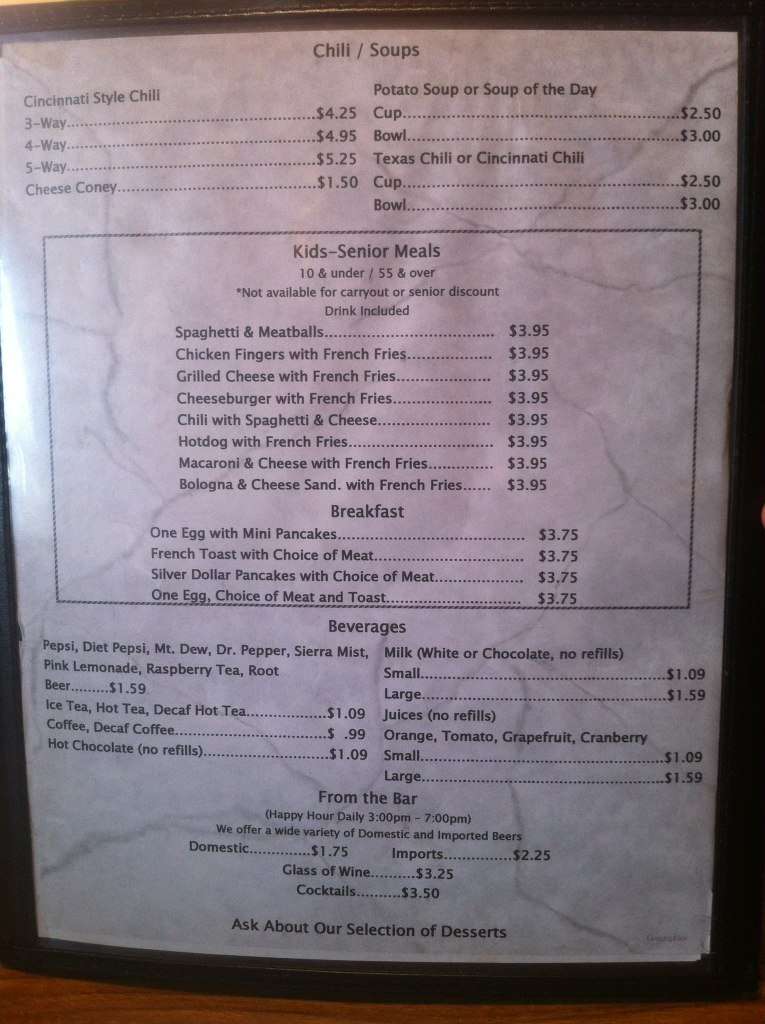 Chili / Soups
Cincinnati Style Chili
3-Way..........................................$4.25
4-Way..........................................$4.95
5-Way..........................................$5.25
Cheese Coney..................................$1.50
Potato Soup or Soup of the Day
Cup..............................................$2.50
Bowl.............................................$3.00
Texas Chili or Cincinnati Chili
Cup..............................................$2.50
Bowl.............................................$3.00
Kids-Senior Meals
10 & under / 55 & over
*Not available for carryout or senior discount
Drink Included
Spaghetti & Meatballs.................................. $3.95
Chicken Fingers with French Fries................. $3.95
Grilled Cheese with French Fries................... $3.95
Cheeseburger with French Fries.................... $3.95
Chili with Spaghetti & Cheese....................... $3.95
Hotdog with French Fries............................. $3.95
Macaroni & Cheese with French Fries............. $3.95
Bologna & Cheese Sand. with French Fries...... $3.95
Breakfast
One Egg with Mini Pancakes..................................... $3.75
French Toast with Choice of Meat.............................. $3.75
Silver Dollar Pancakes with Choice of Meat.................. $3.75
One Egg, Choice of Meat and Toast........................... $3.75
Beverages
Pepsi, Diet Pepsi, Mt. Dew, Dr. Pepper, Sierra Mist,
Pink Lemonade, Raspberry Tea, Root
Beer.........$1.59
Ice Tea, Hot Tea, Decaf Hot Tea.................$1.09
Coffee, Decaf Coffee................................$ .99
Hot Chocolate (no refills)..........................$1.09
Milk (White or Chocolate, no refills)
Small..................................................$1.09
Large..................................................$1.59
Juices (no refills)
Orange, Tomato, Grapefruit, Cranberry
Small..................................................$1.09
Large..................................................$1.59
From the Bar
(Happy Hour Daily 3:00pm - 7:00pm)
We offer a wide variety of Domestic and Imported Beers
Domestic.............$1.75 Imports..............$2.25
Glass of Wine..........$3.25
Cocktails..........$3.50
Ask About Our Selection of Desserts